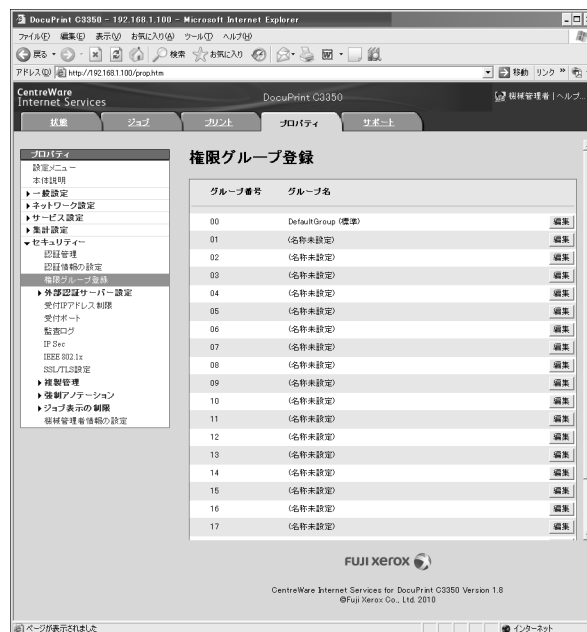 DocuPrint C3350 - 192.168.1.100 - Microsoft Internet Explorer
ファイル(F) 編集(E) 表示(V) お気に入り(A) ツール(T) ヘルプ(H)
戻る 検索 お気に入り
アドレス(D) http://192.168.1.100/prop.htm 移動 リンク »
CentreWare
Internet Services
DocuPrint C3350
機械管理者 | ヘルプ...
状態 ジョブ プリント プロパティ サポート
プロパティ
設定メニュー
本体説明
一般設定
ネットワーク設定
サービス設定
集計設定
セキュリティー
認証管理
認証情報の設定
権限グループ登録
外部認証サーバー設定
受付IPアドレス制限
受付ポート
監査ログ
IP Sec
IEEE 802.1x
SSL/TLS設定
複製管理
強制アノテーション
ジョブ表示の制限
機械管理者情報の設定
権限グループ登録
グループ番号 グループ名
00 DefaultGroup (標準) 編集
01 (名称未設定) 編集
02 (名称未設定) 編集
03 (名称未設定) 編集
04 (名称未設定) 編集
05 (名称未設定) 編集
06 (名称未設定) 編集
07 (名称未設定) 編集
08 (名称未設定) 編集
09 (名称未設定) 編集
10 (名称未設定) 編集
11 (名称未設定) 編集
12 (名称未設定) 編集
13 (名称未設定) 編集
14 (名称未設定) 編集
15 (名称未設定) 編集
16 (名称未設定) 編集
17 (名称未設定) 編集
FUJI XEROX
CentreWare Internet Services for DocuPrint C3350 Version 1.8
©Fuji Xerox Co., Ltd. 2010
ページが表示されました インターネット